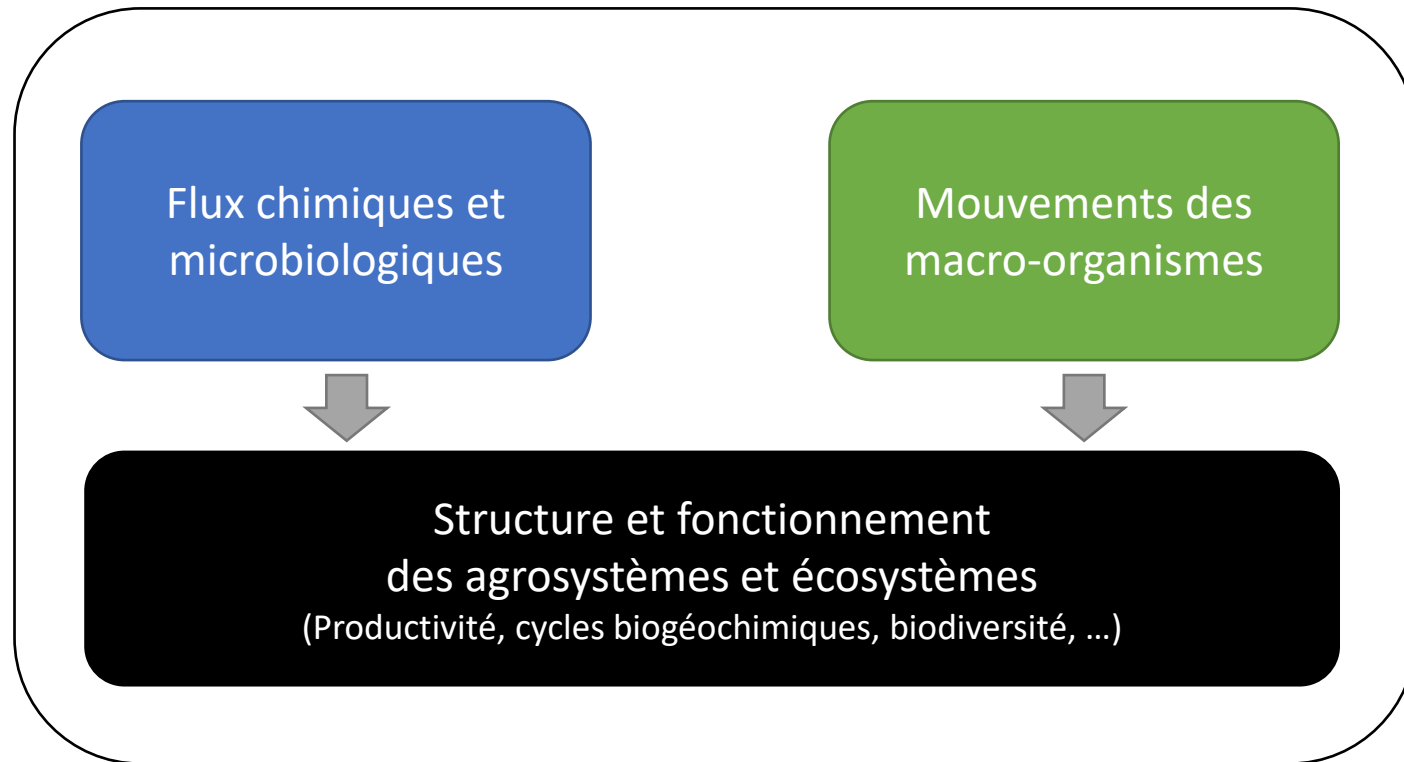 Flux chimiques et
microbiologiques
Mouvements des
macro-organismes
Structure et fonctionnement
des agrosystèmes et écosystèmes
(Productivité, cycles biogéochimiques, biodiversité, …)